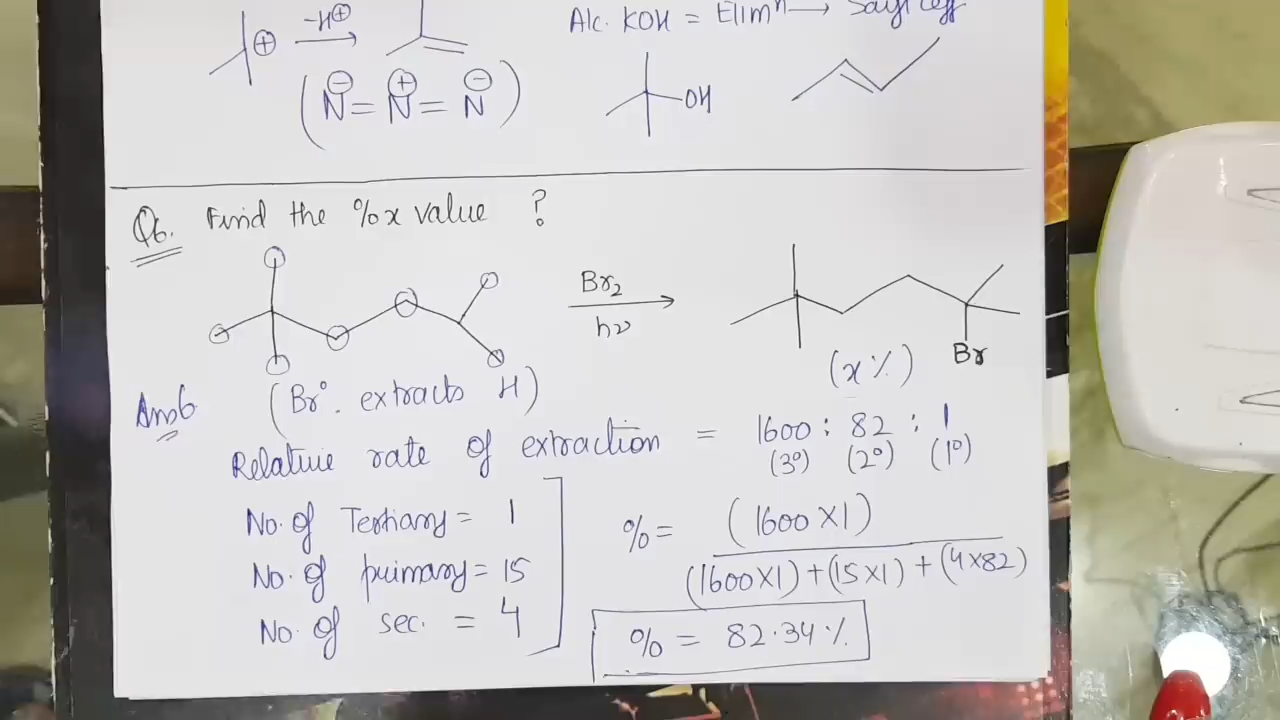 −H⊕
⊕
Alc. KOH = Elimⁿ → Saytzeff
(N⊖ = N⊕ = N⊖)
OH
Q6. Find the %x value ?
Br₂
hν
Br
(x%)
Ans6 (Br°. extracts H)
Relative rate of extraction = 1600 : 82 : 1
(3°) (2°) (1°)
No. of Tertiary = 1
No. of primary = 15
No. of sec. = 4
% = (1600×1)
(1600×1)+(15×1)+(4×82)
% = 82.34%